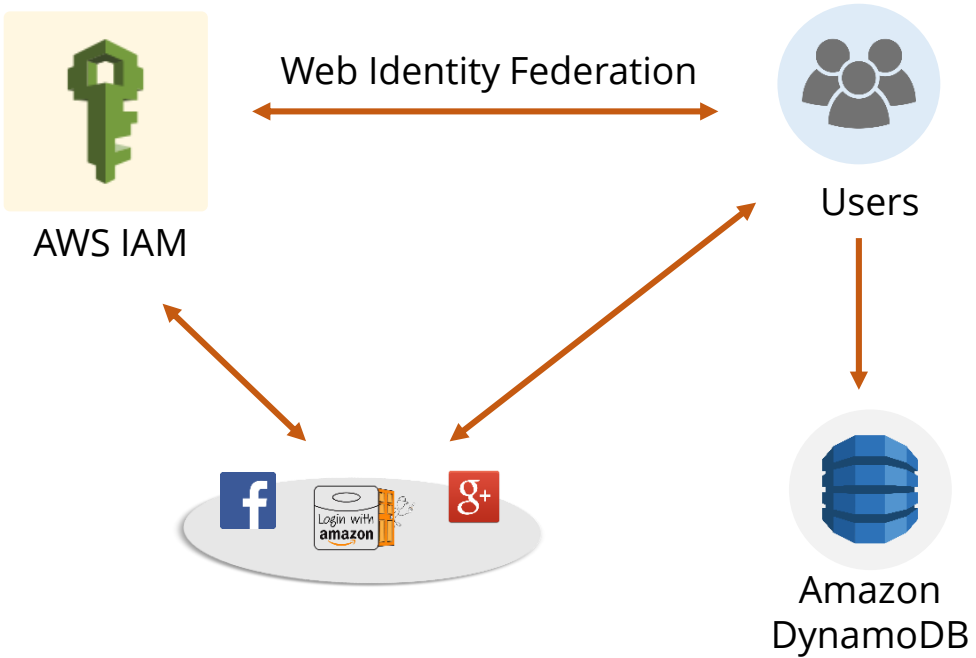 Web Identity Federation
AWS IAM
Users
f
Login with
amazon
g+
Amazon
DynamoDB